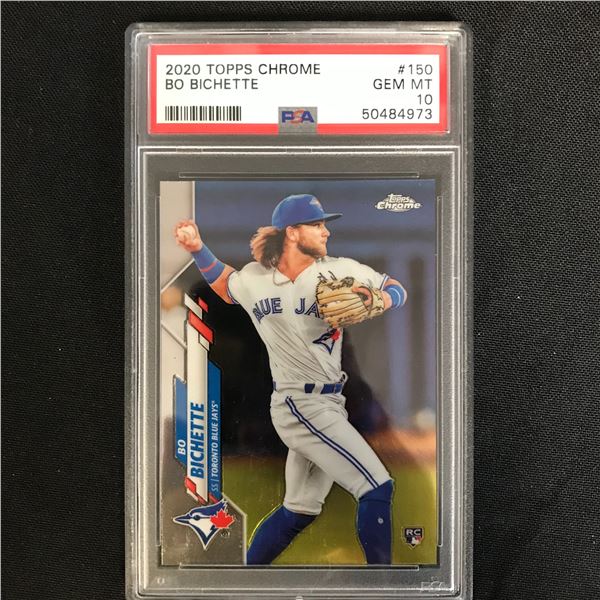 2020 TOPPS CHROME #150
BO BICHETTE GEM MT
10
PSA 50484973
Topps
Chrome
BLUE JA
BO
BICHETTE
SS | TORONTO BLUE JAYS®
RC